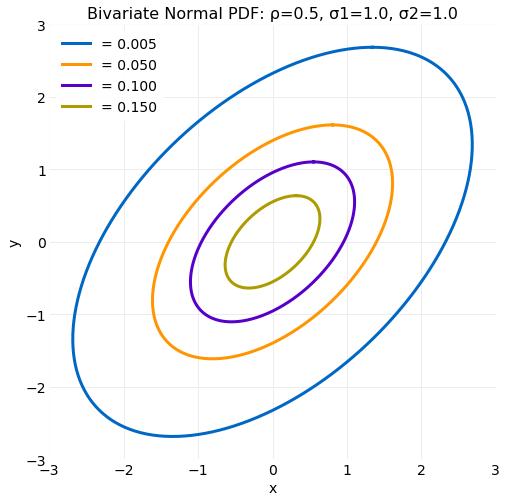 Bivariate Normal PDF: ρ=0.5, σ1=1.0, σ2=1.0
3
2
1
0
−1
−2
−3
y
= 0.005
= 0.050
= 0.100
= 0.150
−3 −2 −1 0 1 2 3
x